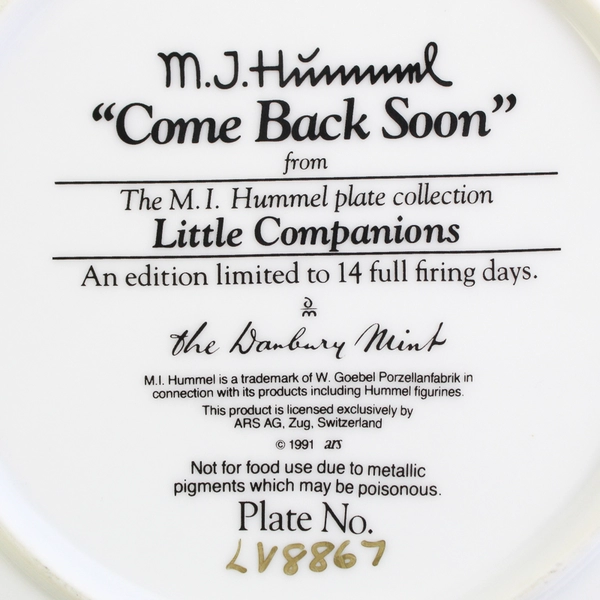 M.J. Hummel
“Come Back Soon”
from
The M.I. Hummel plate collection
Little Companions
An edition limited to 14 full firing days.
the Danbury Mint
M.I. Hummel is a trademark of W. Goebel Porzellanfabrik in
connection with its products including Hummel figurines.
This product is licensed exclusively by
ARS AG, Zug, Switzerland
© 1991 ars
Not for food use due to metallic
pigments which may be poisonous.
Plate No.
LV8867